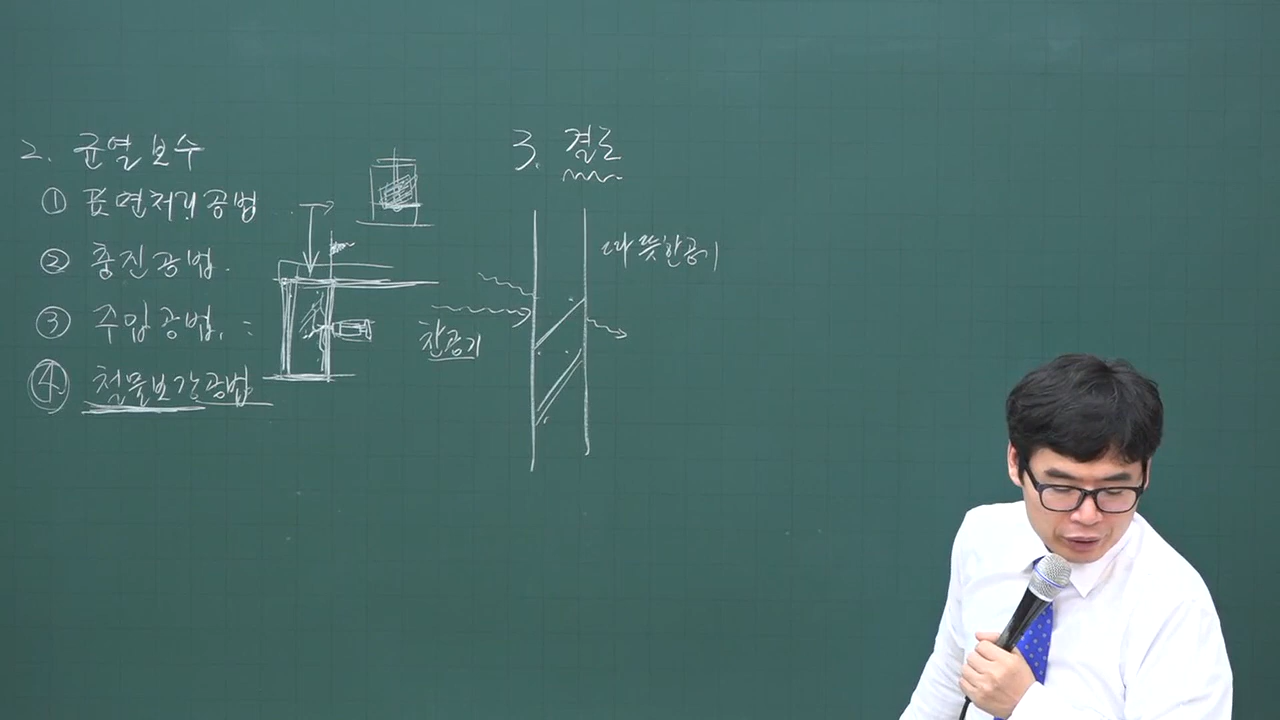 2. 균열보수
① 표면처리공법
② 충진공법.
③ 주입공법. :
④ 철물보강공법
3. 결로
따뜻한공기
찬공기